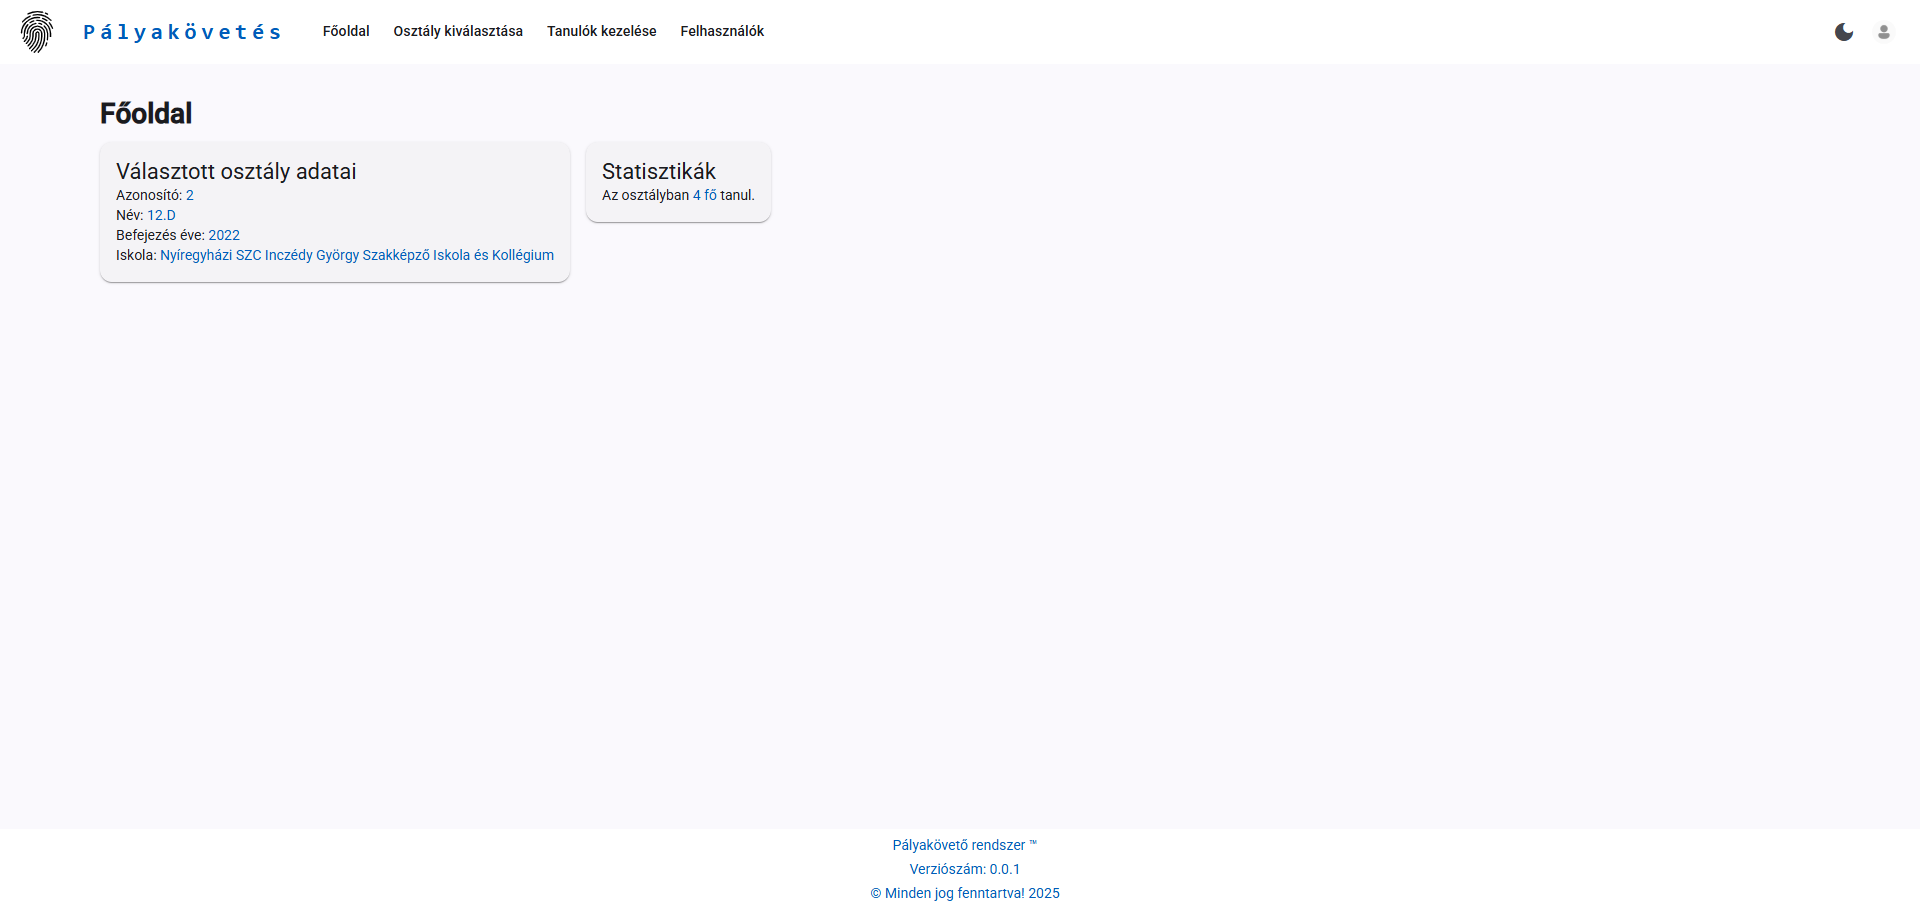 Pályakövetés
Főoldal
Osztály kiválasztása
Tanulók kezelése
Felhasználók
Főoldal
Választott osztály adatai
Azonosító: 2
Név: 12.D
Befejezés éve: 2022
Iskola: Nyíregyházi SZC Inczédy György Szakképző Iskola és Kollégium
Statisztikák
Az osztályban 4 fő tanul.
Pályakövető rendszer ™
Verziószám: 0.0.1
© Minden jog fenntartva! 2025